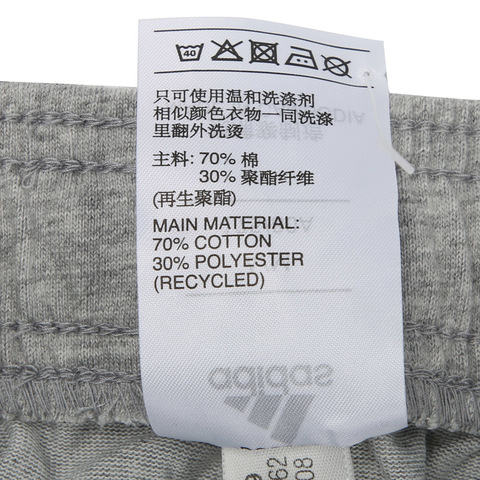 40
只可使用温和洗涤剂
相似颜色衣物一同洗涤
里翻外洗烫
主料: 70% 棉
30% 聚酯纤维
(再生聚酯)
MAIN MATERIAL:
70% COTTON
30% POLYESTER
(RECYCLED)
adidas
62
08